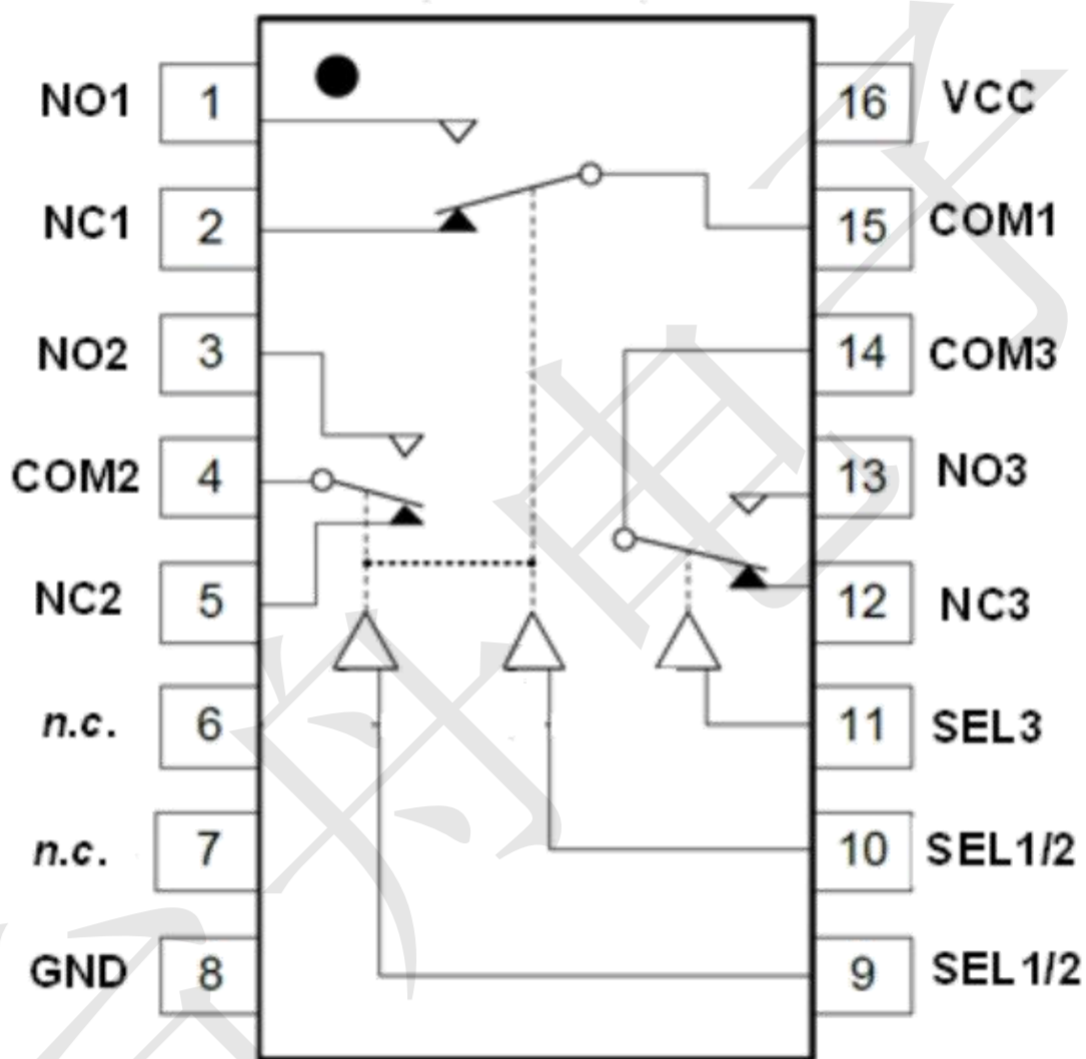 NO1 1 16 VCC
NC1 2 15 COM1
NO2 3 14 COM3
COM2 4 13 NO3
NC2 5 12 NC3
n.c. 6 11 SEL3
n.c. 7 10 SEL1/2
GND 8 9 SEL1/2